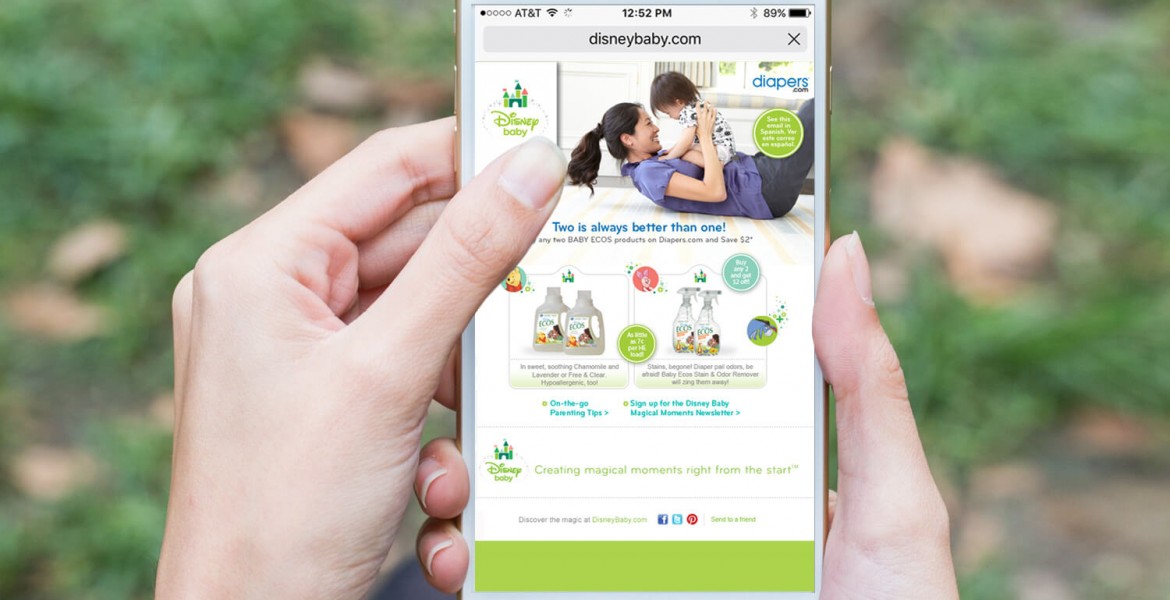 AT&T 12:52 PM 89%
disneybaby.com
Disney
baby
diapers
.com
See this
email in
Spanish. Ver
este correo
en español.
Two is always better than one!
any two BABY ECOS products on Diapers.com and Save $2*
Buy
any 2
and get
$2 off!
ECOS
ECOS
As little
as 7¢
per HE
load!
In sweet, soothing Chamomile and
Lavender or Free & Clear.
Hypoallergenic, too!
Stains, begone! Diaper pail odors, be
afraid! Baby Ecos Stain & Odor Remover
will zing them away!
On-the-go
Parenting Tips >
Sign up for the Disney Baby
Magical Moments Newsletter >
Disney
baby
Creating magical moments right from the start™
Discover the magic at DisneyBaby.com
Send to a friend